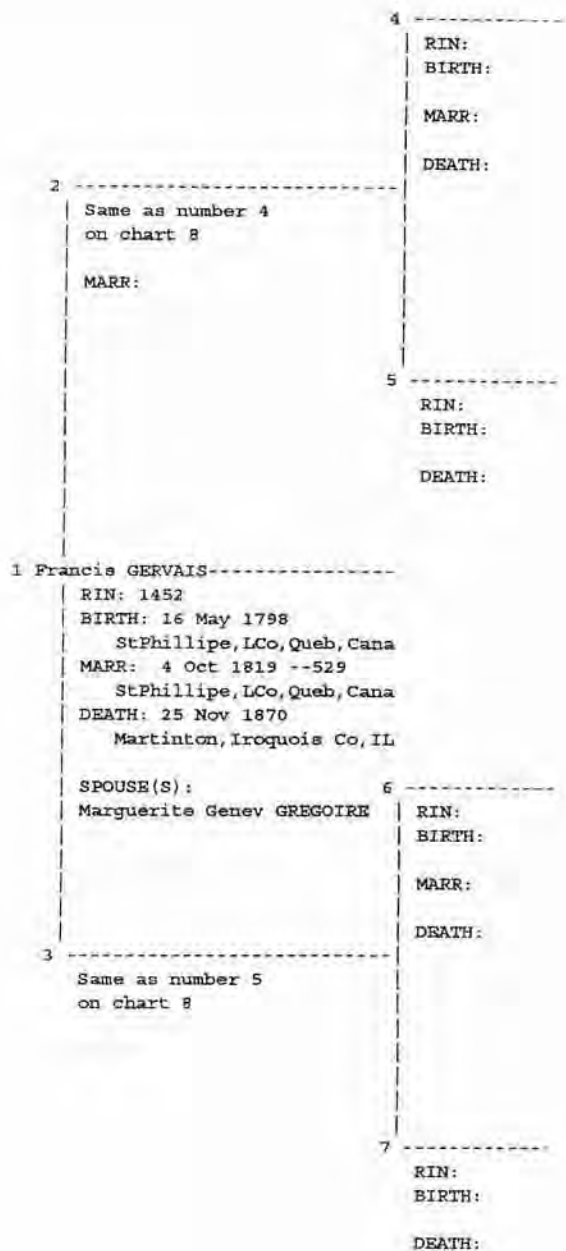 4 --------------
RIN:
BIRTH:
MARR:
DEATH:
2 ------------------------------
Same as number 4
on chart 8
MARR:
5 --------------
RIN:
BIRTH:
DEATH:
1 Francis GERVAIS----------------
RIN: 1452
BIRTH: 16 May 1798
StPhillipe,LCo,Queb,Cana
MARR: 4 Oct 1819 --529
StPhillipe,LCo,Queb,Cana
DEATH: 25 Nov 1870
Martinton,Iroquois Co,IL
SPOUSE(S):
Marguerite Genev GREGOIRE
6 --------------
RIN:
BIRTH:
MARR:
DEATH:
3 ------------------------------
Same as number 5
on chart 8
7 --------------
RIN:
BIRTH:
DEATH: